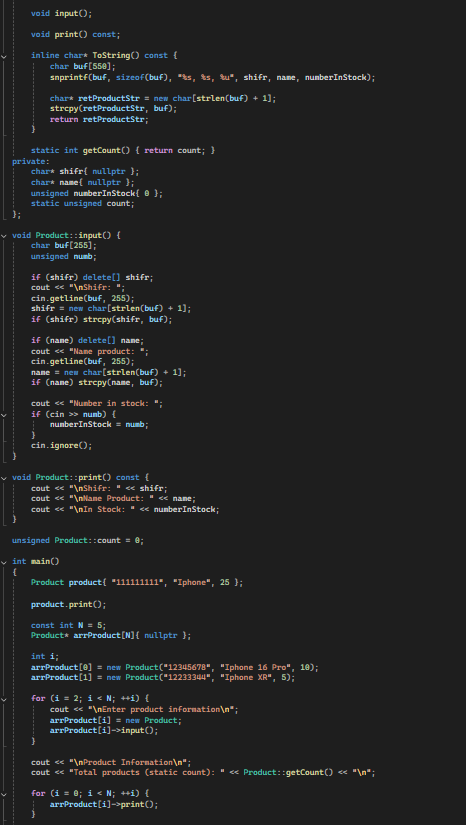 void input();

    void print() const;

    inline char* ToString() const {
        char buf[550];
        snprintf(buf, sizeof(buf), "%s, %s, %u", shifr, name, numberInStock);

        char* retProductStr = new char[strlen(buf) + 1];
        strcpy(retProductStr, buf);
        return retProductStr;
    }

    static int getCount() { return count; }
private:
    char* shifr{ nullptr };
    char* name{ nullptr };
    unsigned numberInStock{ 0 };
    static unsigned count;
};

void Product::input() {
    char buf[255];
    unsigned numb;

    if (shifr) delete[] shifr;
    cout << "\nShifr: ";
    cin.getline(buf, 255);
    shifr = new char[strlen(buf) + 1];
    if (shifr) strcpy(shifr, buf);

    if (name) delete[] name;
    cout << "Name product: ";
    cin.getline(buf, 255);
    name = new char[strlen(buf) + 1];
    if (name) strcpy(name, buf);

    cout << "Number in stock: ";
    if (cin >> numb) {
        numberInStock = numb;
    }
    cin.ignore();
}

void Product::print() const {
    cout << "\nShifr: " << shifr;
    cout << "\nName Product: " << name;
    cout << "\nIn Stock: " << numberInStock;
}

unsigned Product::count = 0;

int main()
{
    Product product{ "111111111", "Iphone", 25 };

    product.print();

    const int N = 5;
    Product* arrProduct[N]{ nullptr };

    int i;
    arrProduct[0] = new Product("12345678", "Iphone 16 Pro", 10);
    arrProduct[1] = new Product("12233344", "Iphone XR", 5);

    for (i = 2; i < N; ++i) {
        cout << "\nEnter product information\n";
        arrProduct[i] = new Product;
        arrProduct[i]->input();
    }

    cout << "\nProduct Information\n";
    cout << "Total products (static count): " << Product::getCount() << "\n";

    for (i = 0; i < N; ++i) {
        arrProduct[i]->print();
    }